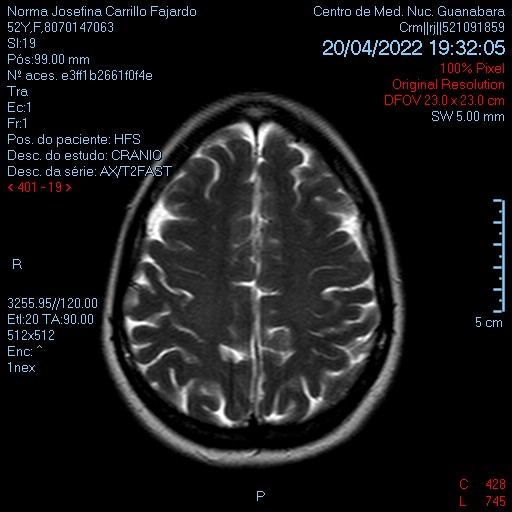 Norma Josefina Carrillo Fajardo
52Y,F,8070147063
Sl:19
Pós:99.00 mm
Nº aces. e3ff1b2661f0f4e
Tra
Ec:1
Fr:1
Pos. do paciente: HFS
Desc. do estudo: CRANIO
Desc. da série: AX/T2FAST
< 401 - 19 >
Centro de Med. Nuc. Guanabara
Crm||rj||521091859
20/04/2022 19:32:05
100% Pixel
Original Resolution
DFOV 23.0 x 23.0 cm
SW 5.00 mm
R
3255.95//120.00
Etl:20 TA:90.00
512x512
Enc: ^
1nex
5 cm
P
C 428
L 745